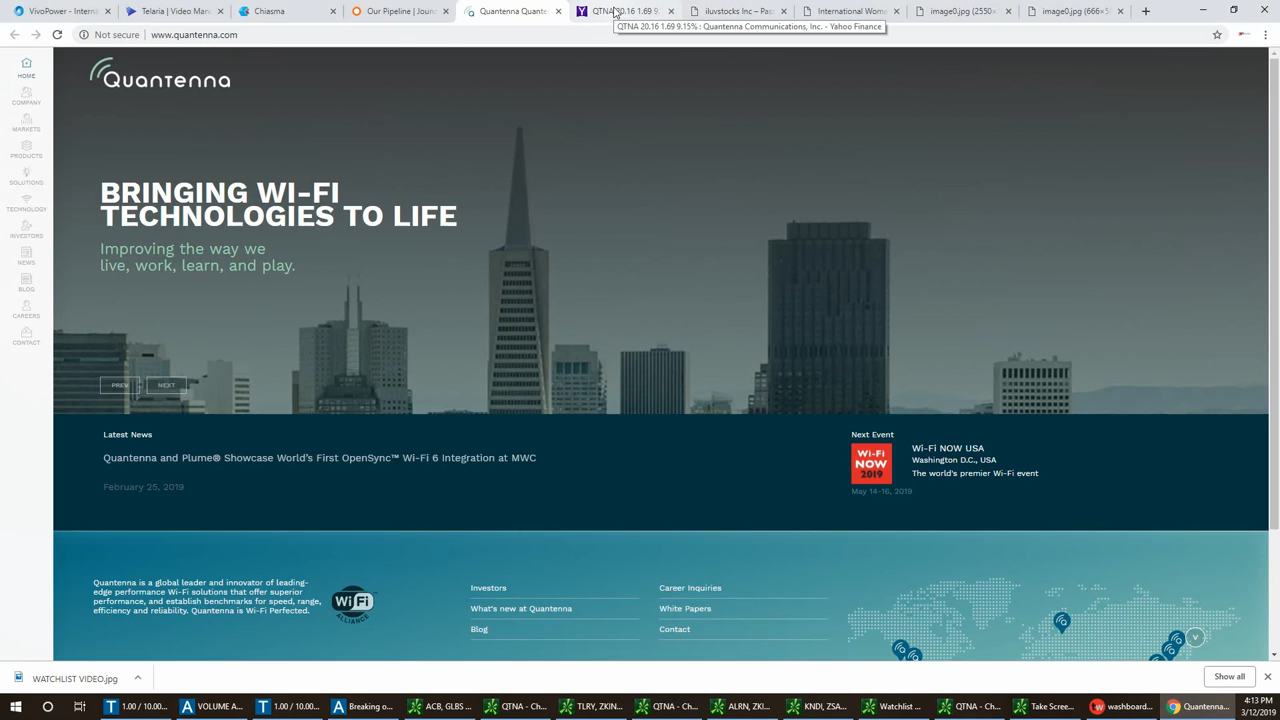 VivoPower - Intern
Telaria | Video Man
Chiasma
Our Pipeline | Journ
Quantenna Quante
QTNA 20.16 1.69 9.
iluvstocks Inc – Pas
International Wome
image0.jpg (2550×
image0.jpg (666×5
QTNA 20.16 1.69 9.15% : Quantenna Communications, Inc. - Yahoo Finance
www.quantenna.com
HOME
COMPANY
MARKETS
PRODUCTS
SOLUTIONS
TECHNOLOGY
INVESTORS
NEWS
BLOG
CAREERS
CONTACT
Quantenna
BRINGING WI-FI
TECHNOLOGIES TO LIFE
Improving the way we
live, work, learn, and play.
PREV
NEXT
Latest News
Quantenna and Plume® Showcase World's First OpenSync™ Wi-Fi 6 Integration at MWC
February 25, 2019
Next Event
Wi-Fi NOW 2019
Wi-Fi NOW USA
Washington D.C., USA
The world's premier Wi-Fi event
May 14-16, 2019
Quantenna is a global leader and innovator of leading-
edge performance Wi-Fi solutions that offer superior
performance, and establish benchmarks for speed, range,
efficiency and reliability. Quantenna is Wi-Fi Perfected.
Wi Fi
ALLIANCE
Investors
What's new at Quantenna
Blog
Career Inquiries
White Papers
Contact
WATCHLIST VIDEO.jpg
Show all
1.00 / 10.00...
VOLUME A...
1.00 / 10.00...
Breaking o...
ACB, GLBS ...
QTNA - Ch...
TLRY, ZKIN...
QTNA - Ch...
ALRN, ZKI...
KNDI, ZSA...
Watchlist ...
QTNA - Ch...
Take Scree...
washboard...
Quantenna...
4:13 PM
3/12/2019